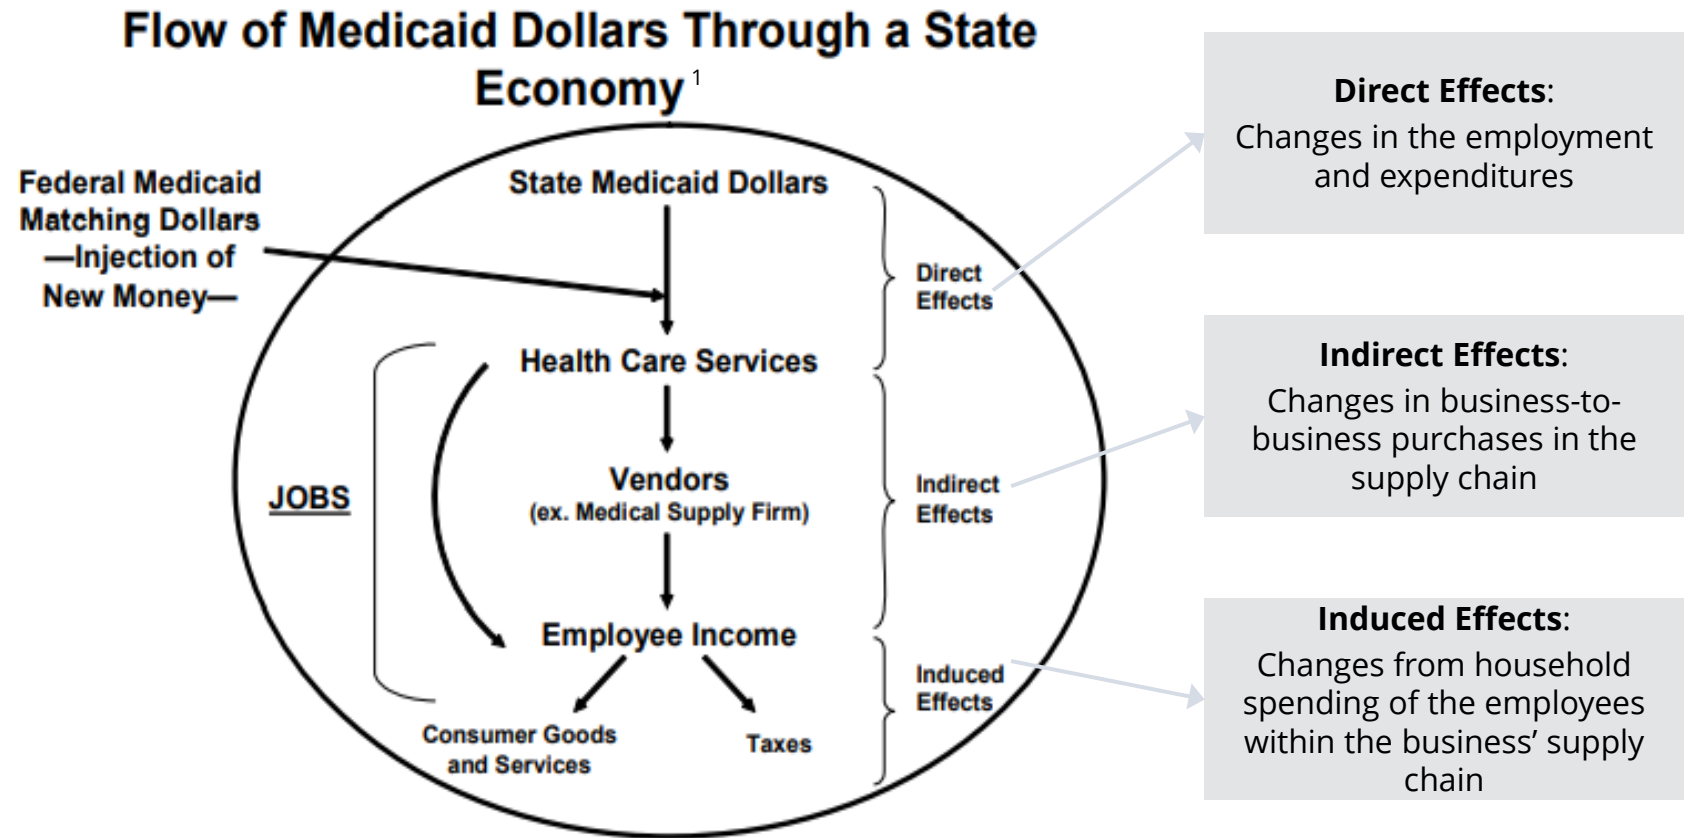 Flow of Medicaid Dollars Through a State
Economy 1
Federal Medicaid
Matching Dollars
—Injection of
New Money—
State Medicaid Dollars
Direct
Effects
Health Care Services
JOBS
Vendors
(ex. Medical Supply Firm)
Indirect
Effects
Employee Income
Induced
Effects
Consumer Goods
and Services
Taxes
Direct Effects:
Changes in the employment
and expenditures
Indirect Effects:
Changes in business-to-
business purchases in the
supply chain
Induced Effects:
Changes from household
spending of the employees
within the business’ supply
chain